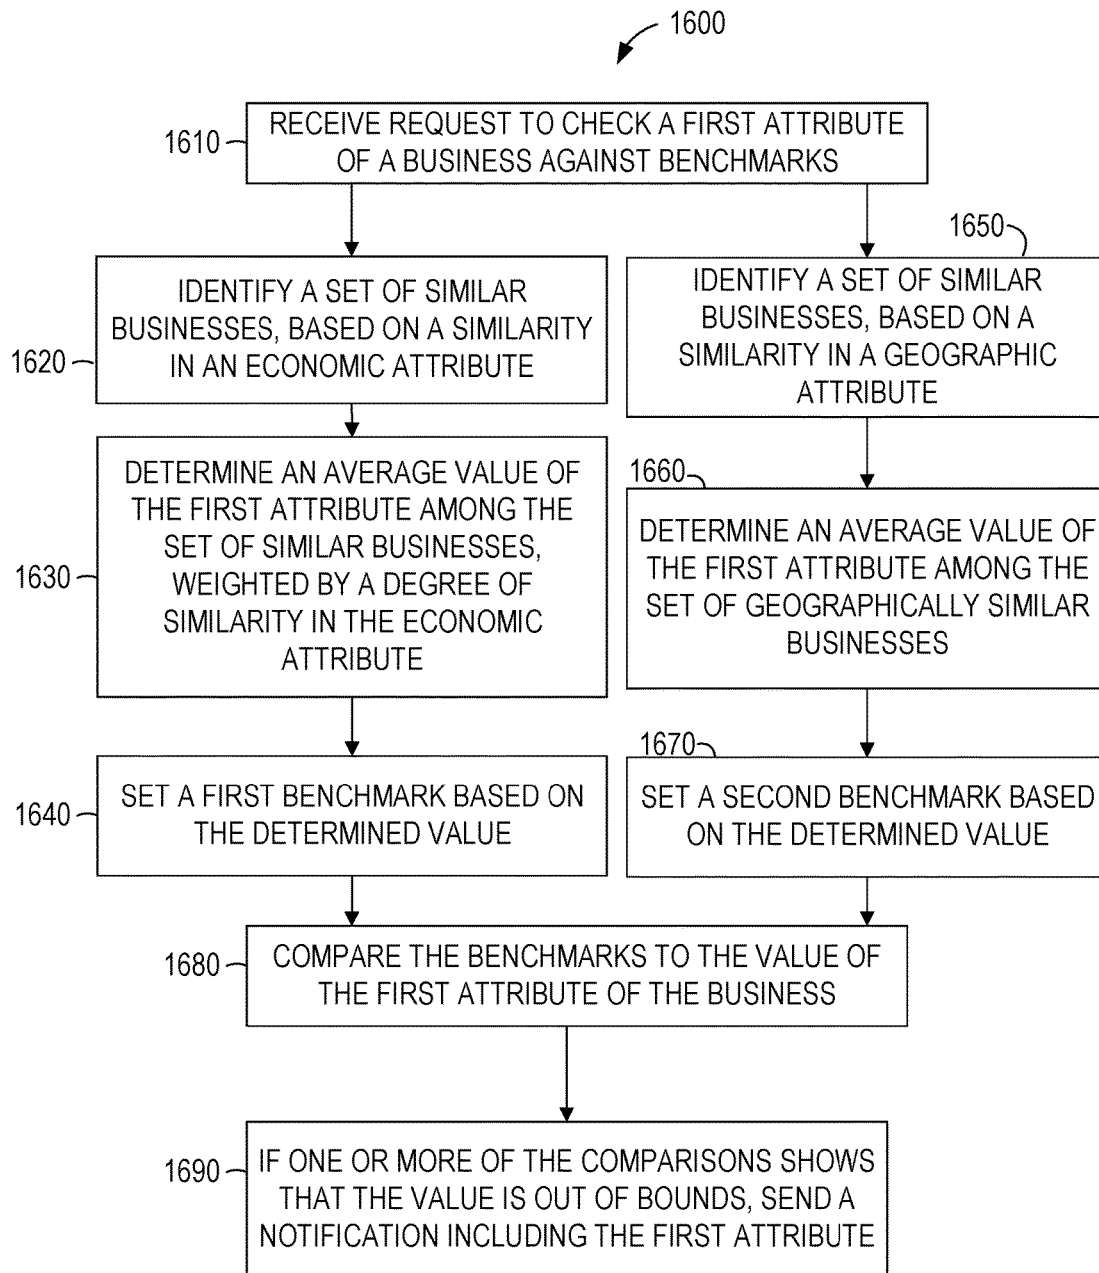 1600
RECEIVE REQUEST TO CHECK A FIRST ATTRIBUTE
OF A BUSINESS AGAINST BENCHMARKS
1610
IDENTIFY A SET OF SIMILAR
BUSINESSES, BASED ON A SIMILARITY
IN AN ECONOMIC ATTRIBUTE
1620
DETERMINE AN AVERAGE VALUE OF
THE FIRST ATTRIBUTE AMONG THE
SET OF SIMILAR BUSINESSES,
WEIGHTED BY A DEGREE OF
SIMILARITY IN THE ECONOMIC
ATTRIBUTE
1630
SET A FIRST BENCHMARK BASED ON
THE DETERMINED VALUE
1640
1650
IDENTIFY A SET OF SIMILAR
BUSINESSES, BASED ON A
SIMILARITY IN A GEOGRAPHIC
ATTRIBUTE
1660
DETERMINE AN AVERAGE VALUE OF
THE FIRST ATTRIBUTE AMONG THE
SET OF GEOGRAPHICALLY SIMILAR
BUSINESSES
1670
SET A SECOND BENCHMARK BASED
ON THE DETERMINED VALUE
1680
COMPARE THE BENCHMARKS TO THE VALUE OF
THE FIRST ATTRIBUTE OF THE BUSINESS
1690
IF ONE OR MORE OF THE COMPARISONS SHOWS
THAT THE VALUE IS OUT OF BOUNDS, SEND A
NOTIFICATION INCLUDING THE FIRST ATTRIBUTE